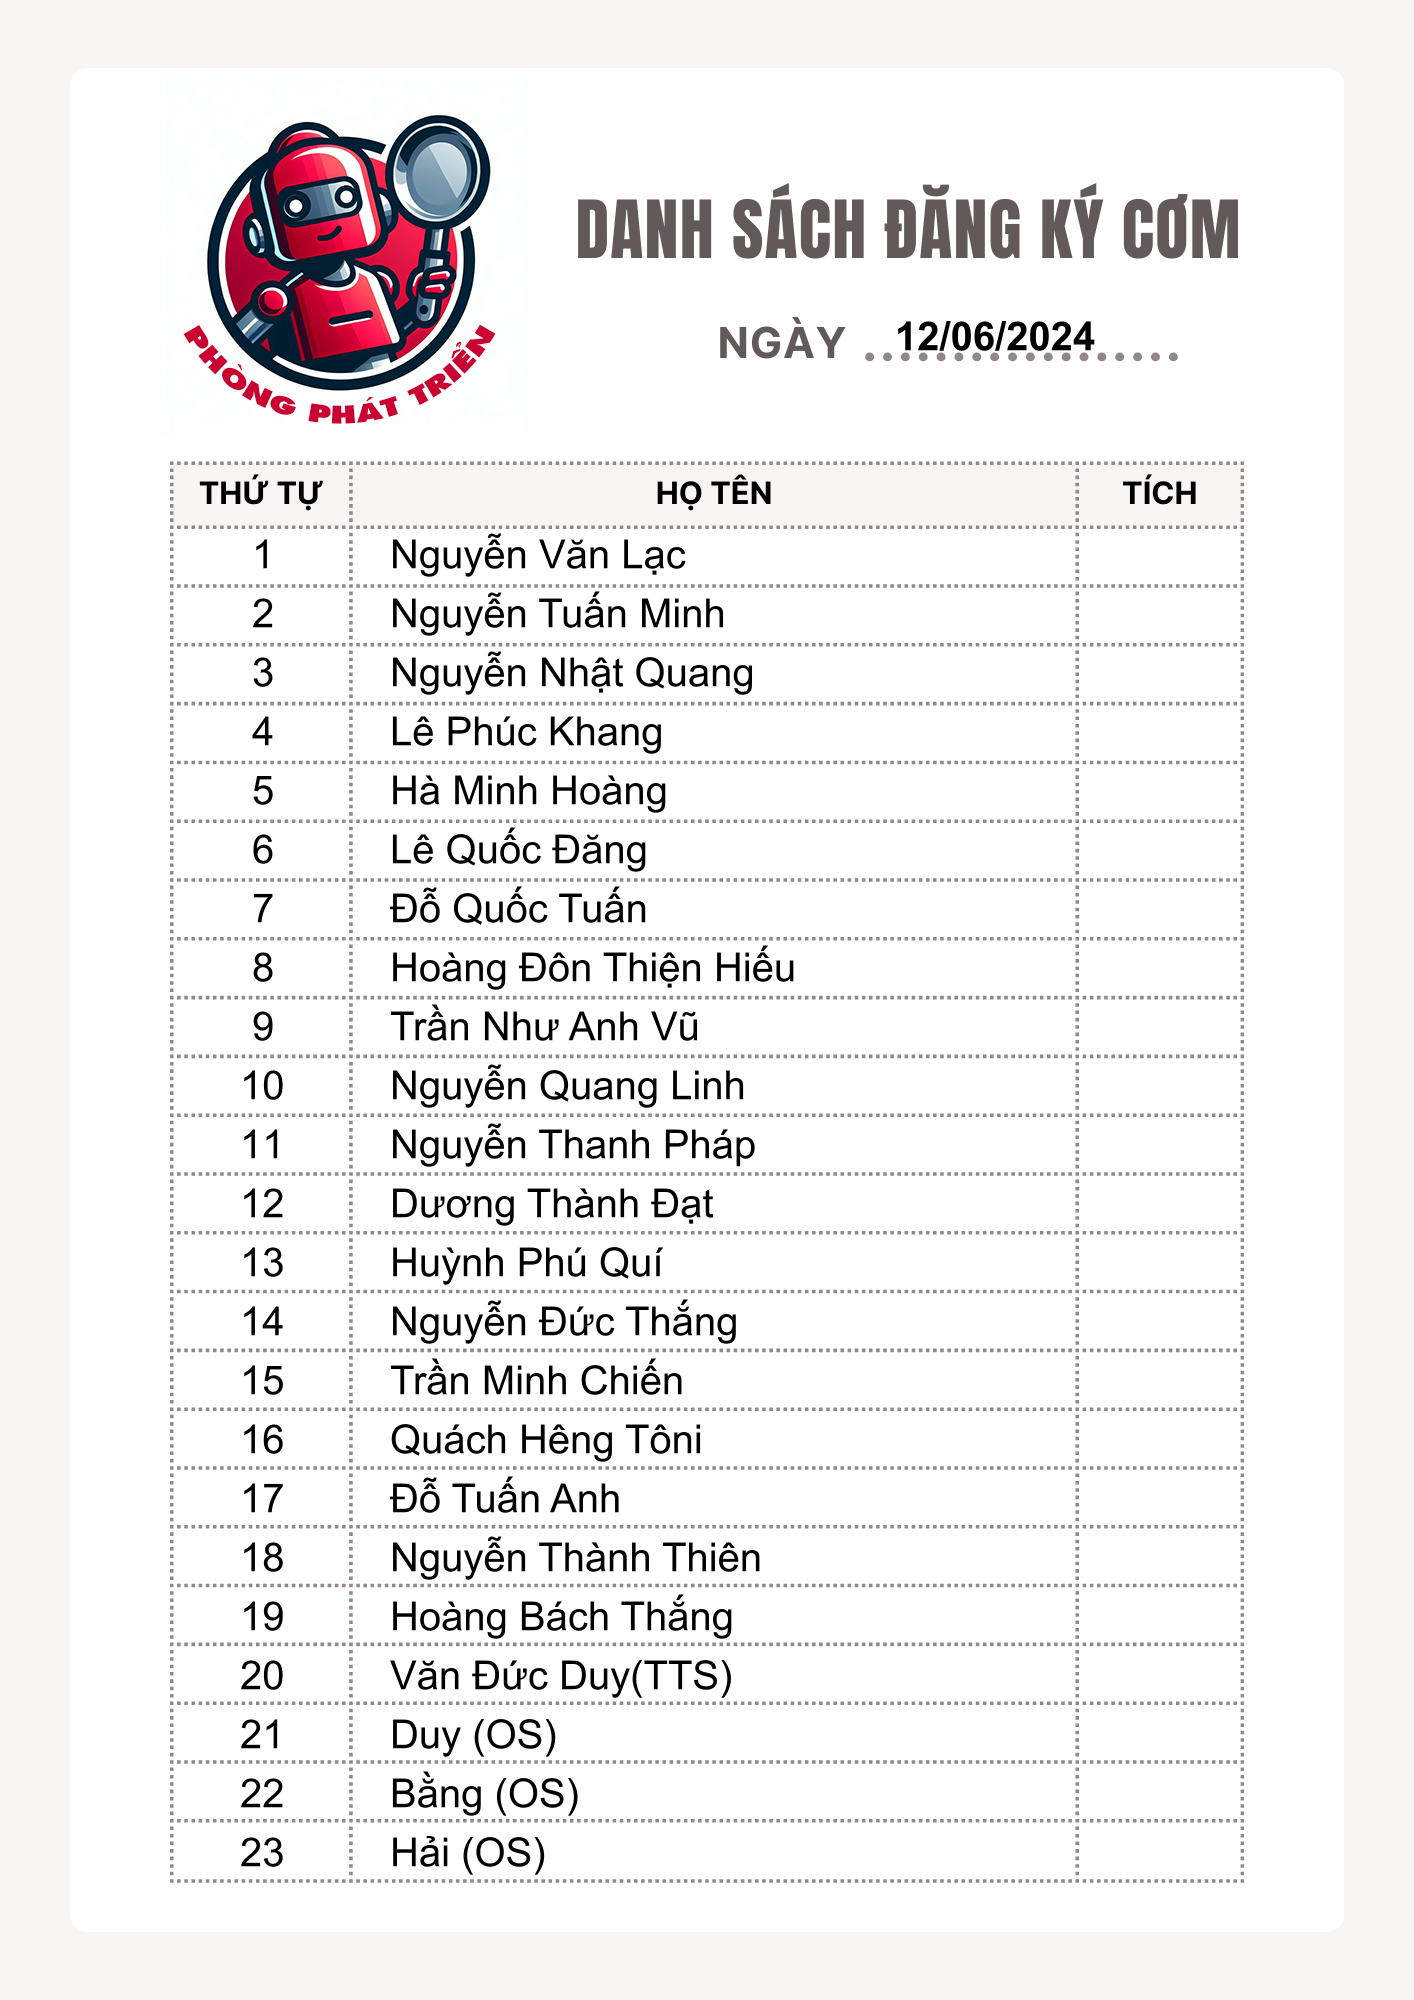 PHÒNG PHÁT TRIỂN
DANH SÁCH ĐĂNG KÝ CƠM
NGÀY 12/06/2024
THỨ TỰ HỌ TÊN TÍCH
1 Nguyễn Văn Lạc
2 Nguyễn Tuấn Minh
3 Nguyễn Nhật Quang
4 Lê Phúc Khang
5 Hà Minh Hoàng
6 Lê Quốc Đăng
7 Đỗ Quốc Tuấn
8 Hoàng Đôn Thiện Hiếu
9 Trần Như Anh Vũ
10 Nguyễn Quang Linh
11 Nguyễn Thanh Pháp
12 Dương Thành Đạt
13 Huỳnh Phú Quí
14 Nguyễn Đức Thắng
15 Trần Minh Chiến
16 Quách Hêng Tôni
17 Đỗ Tuấn Anh
18 Nguyễn Thành Thiên
19 Hoàng Bách Thắng
20 Văn Đức Duy(TTS)
21 Duy (OS)
22 Bằng (OS)
23 Hải (OS)